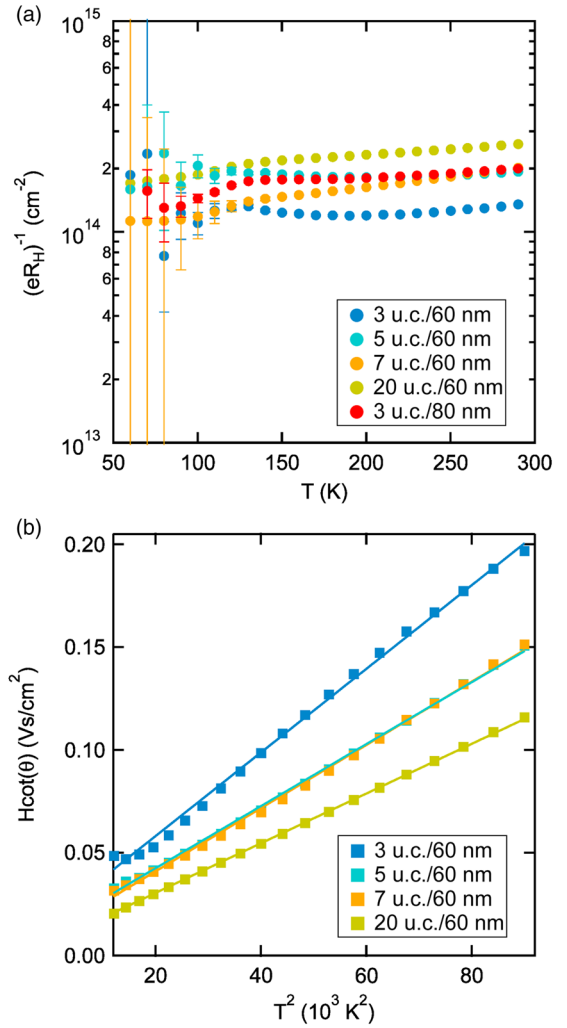 (a)
10^15
8
6
4
2
10^14
8
6
4
2
10^13
(eR_H)^-1 (cm^-2)
3 u.c./60 nm
5 u.c./60 nm
7 u.c./60 nm
20 u.c./60 nm
3 u.c./80 nm
50 100 150 200 250 300
T (K)
(b)
0.20
0.15
0.10
0.05
0.00
Hcot(θ) (Vs/cm^2)
3 u.c./60 nm
5 u.c./60 nm
7 u.c./60 nm
20 u.c./60 nm
20 40 60 80
T^2 (10^3 K^2)